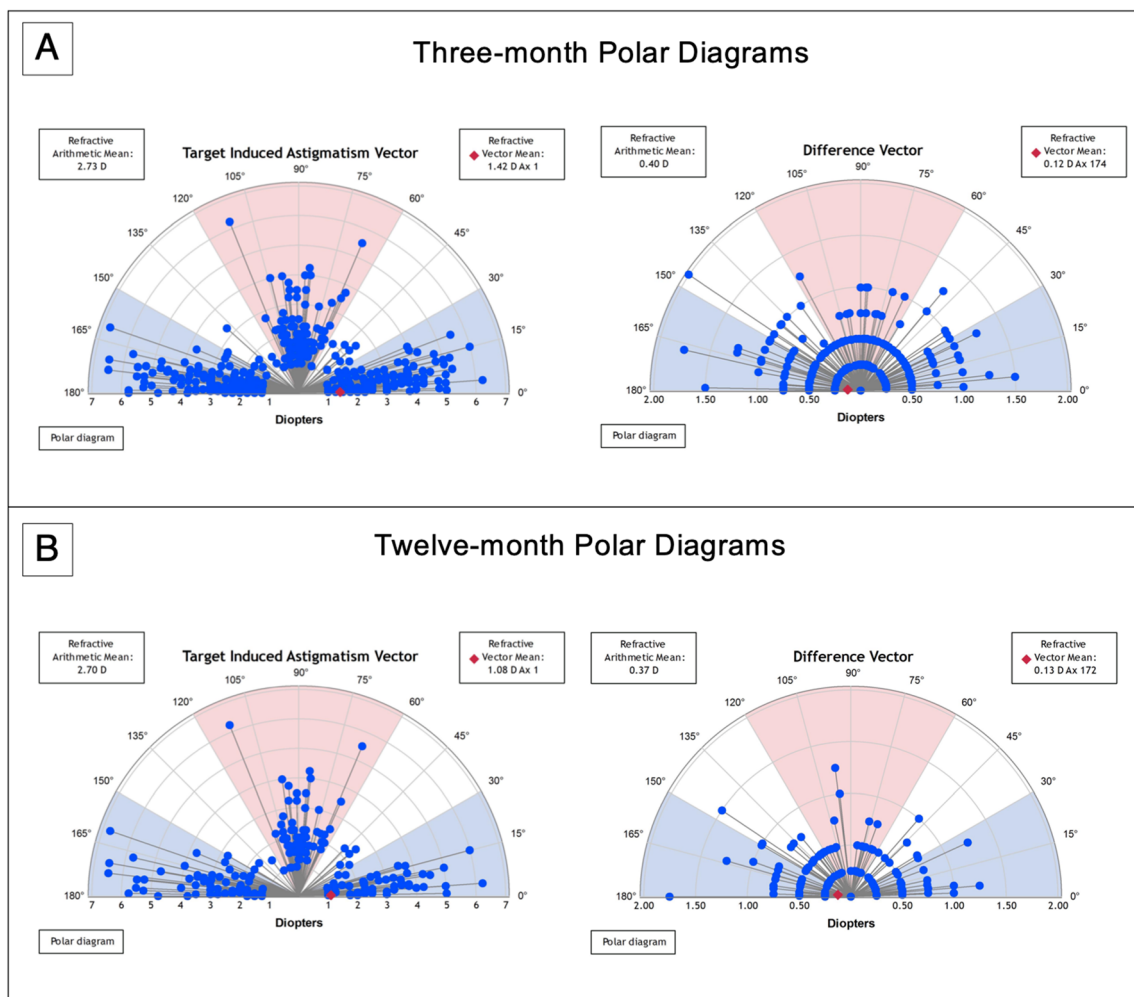 A
Three-month Polar Diagrams
Refractive
Arithmetic Mean:
2.73 D
Target Induced Astigmatism Vector
Refractive
Vector Mean:
1.42 D Ax 1
90°
105°
75°
120°
60°
135°
45°
150°
30°
165°
15°
180°
0°
7 6 5 4 3 2 1 1 2 3 4 5 6 7
Diopters
Polar diagram
Refractive
Arithmetic Mean:
0.40 D
Difference Vector
Refractive
Vector Mean:
0.12 D Ax 174
90°
105°
75°
120°
60°
135°
45°
150°
30°
165°
15°
180°
0°
2.00 1.50 1.00 0.50 0.50 1.00 1.50 2.00
Diopters
Polar diagram
B
Twelve-month Polar Diagrams
Refractive
Arithmetic Mean:
2.70 D
Target Induced Astigmatism Vector
Refractive
Vector Mean:
1.08 D Ax 1
90°
105°
75°
120°
60°
135°
45°
150°
30°
165°
15°
180°
0°
7 6 5 4 3 2 1 1 2 3 4 5 6 7
Diopters
Polar diagram
Refractive
Arithmetic Mean:
0.37 D
Difference Vector
Refractive
Vector Mean:
0.13 D Ax 172
90°
105°
75°
120°
60°
135°
45°
150°
30°
165°
15°
180°
0°
2.00 1.50 1.00 0.50 0.50 1.00 1.50 2.00
Diopters
Polar diagram